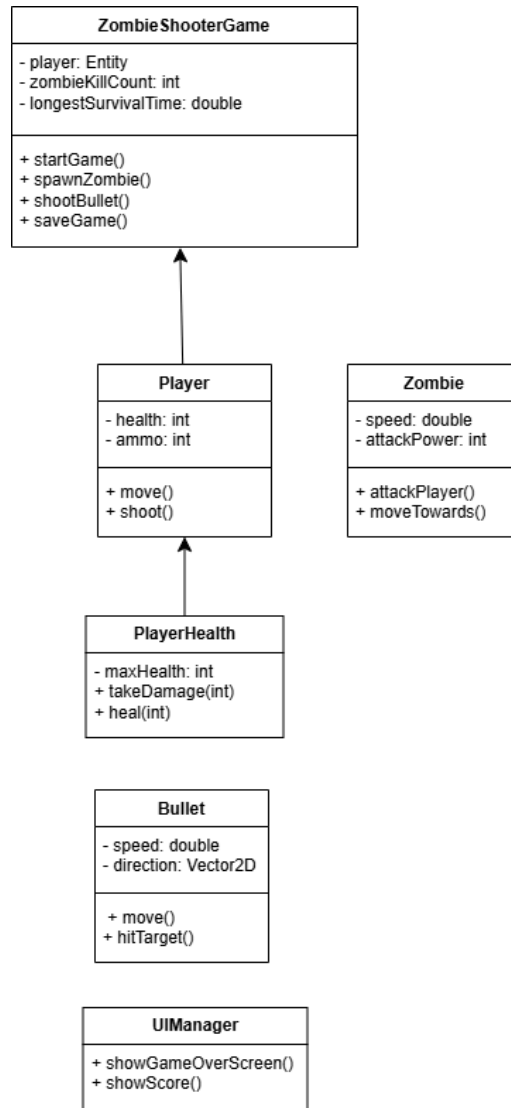 ZombieShooterGame
- player: Entity
- zombieKillCount: int
- longestSurvivalTime: double
+ startGame()
+ spawnZombie()
+ shootBullet()
+ saveGame()
Player
- health: int
- ammo: int
+ move()
+ shoot()
Zombie
- speed: double
- attackPower: int
+ attackPlayer()
+ moveTowards()
PlayerHealth
- maxHealth: int
+ takeDamage(int)
+ heal(int)
Bullet
- speed: double
- direction: Vector2D
+ move()
+ hitTarget()
UIManager
+ showGameOverScreen()
+ showScore()